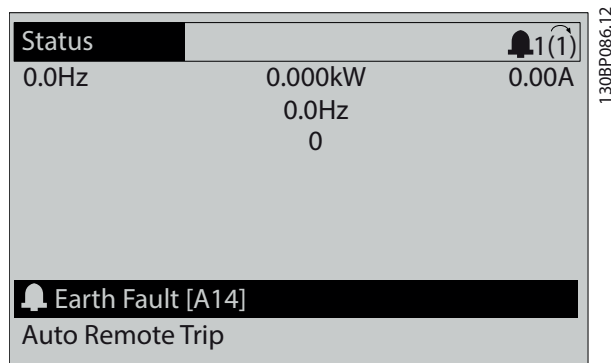 Status 1(1)
0.0Hz 0.000kW 0.00A
0.0Hz
0
Earth Fault [A14]
Auto Remote Trip
130BP086.12